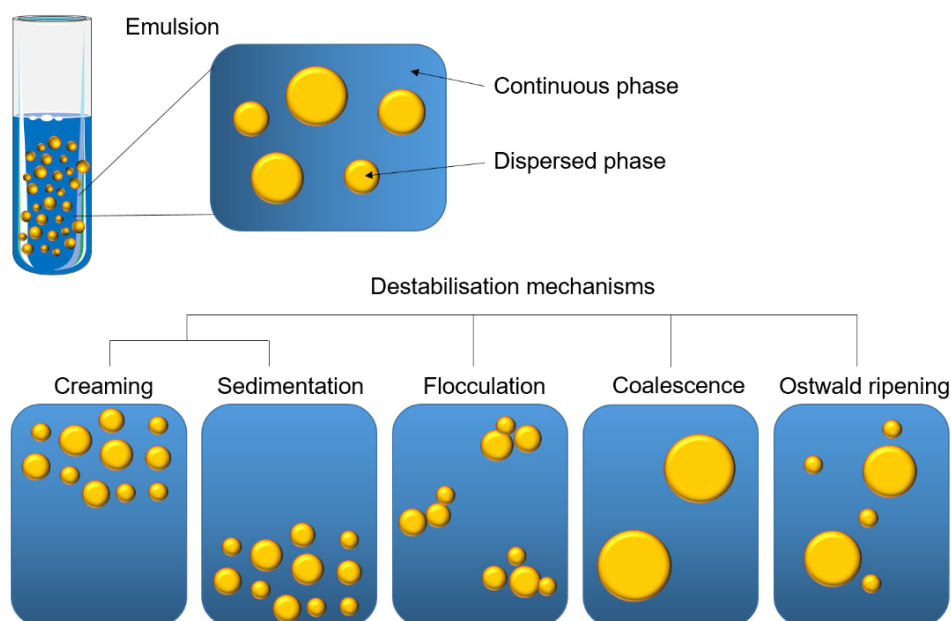 Emulsion
Continuous phase
Dispersed phase
Destabilisation mechanisms
Creaming
Sedimentation
Flocculation
Coalescence
Ostwald ripening